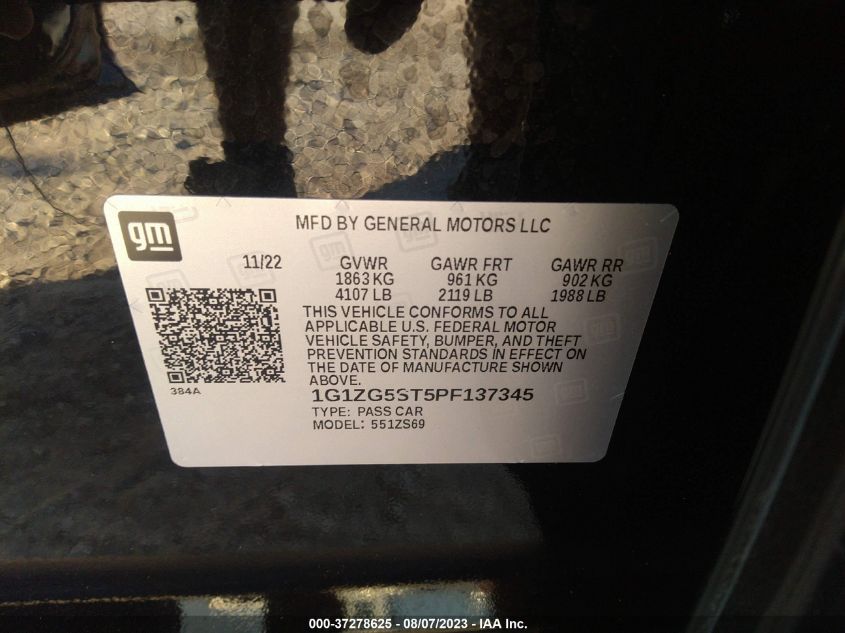 gm
MFD BY GENERAL MOTORS LLC
11/22 GVWR GAWR FRT GAWR RR
1863 KG 961 KG 902 KG
4107 LB 2119 LB 1988 LB
THIS VEHICLE CONFORMS TO ALL
APPLICABLE U.S. FEDERAL MOTOR
VEHICLE SAFETY, BUMPER, AND THEFT
PREVENTION STANDARDS IN EFFECT ON
THE DATE OF MANUFACTURE SHOWN
ABOVE.
384A
1G1ZG5ST5PF137345
TYPE: PASS CAR
MODEL: 551ZS69
000-37278625 - 08/07/2023 - IAA Inc.